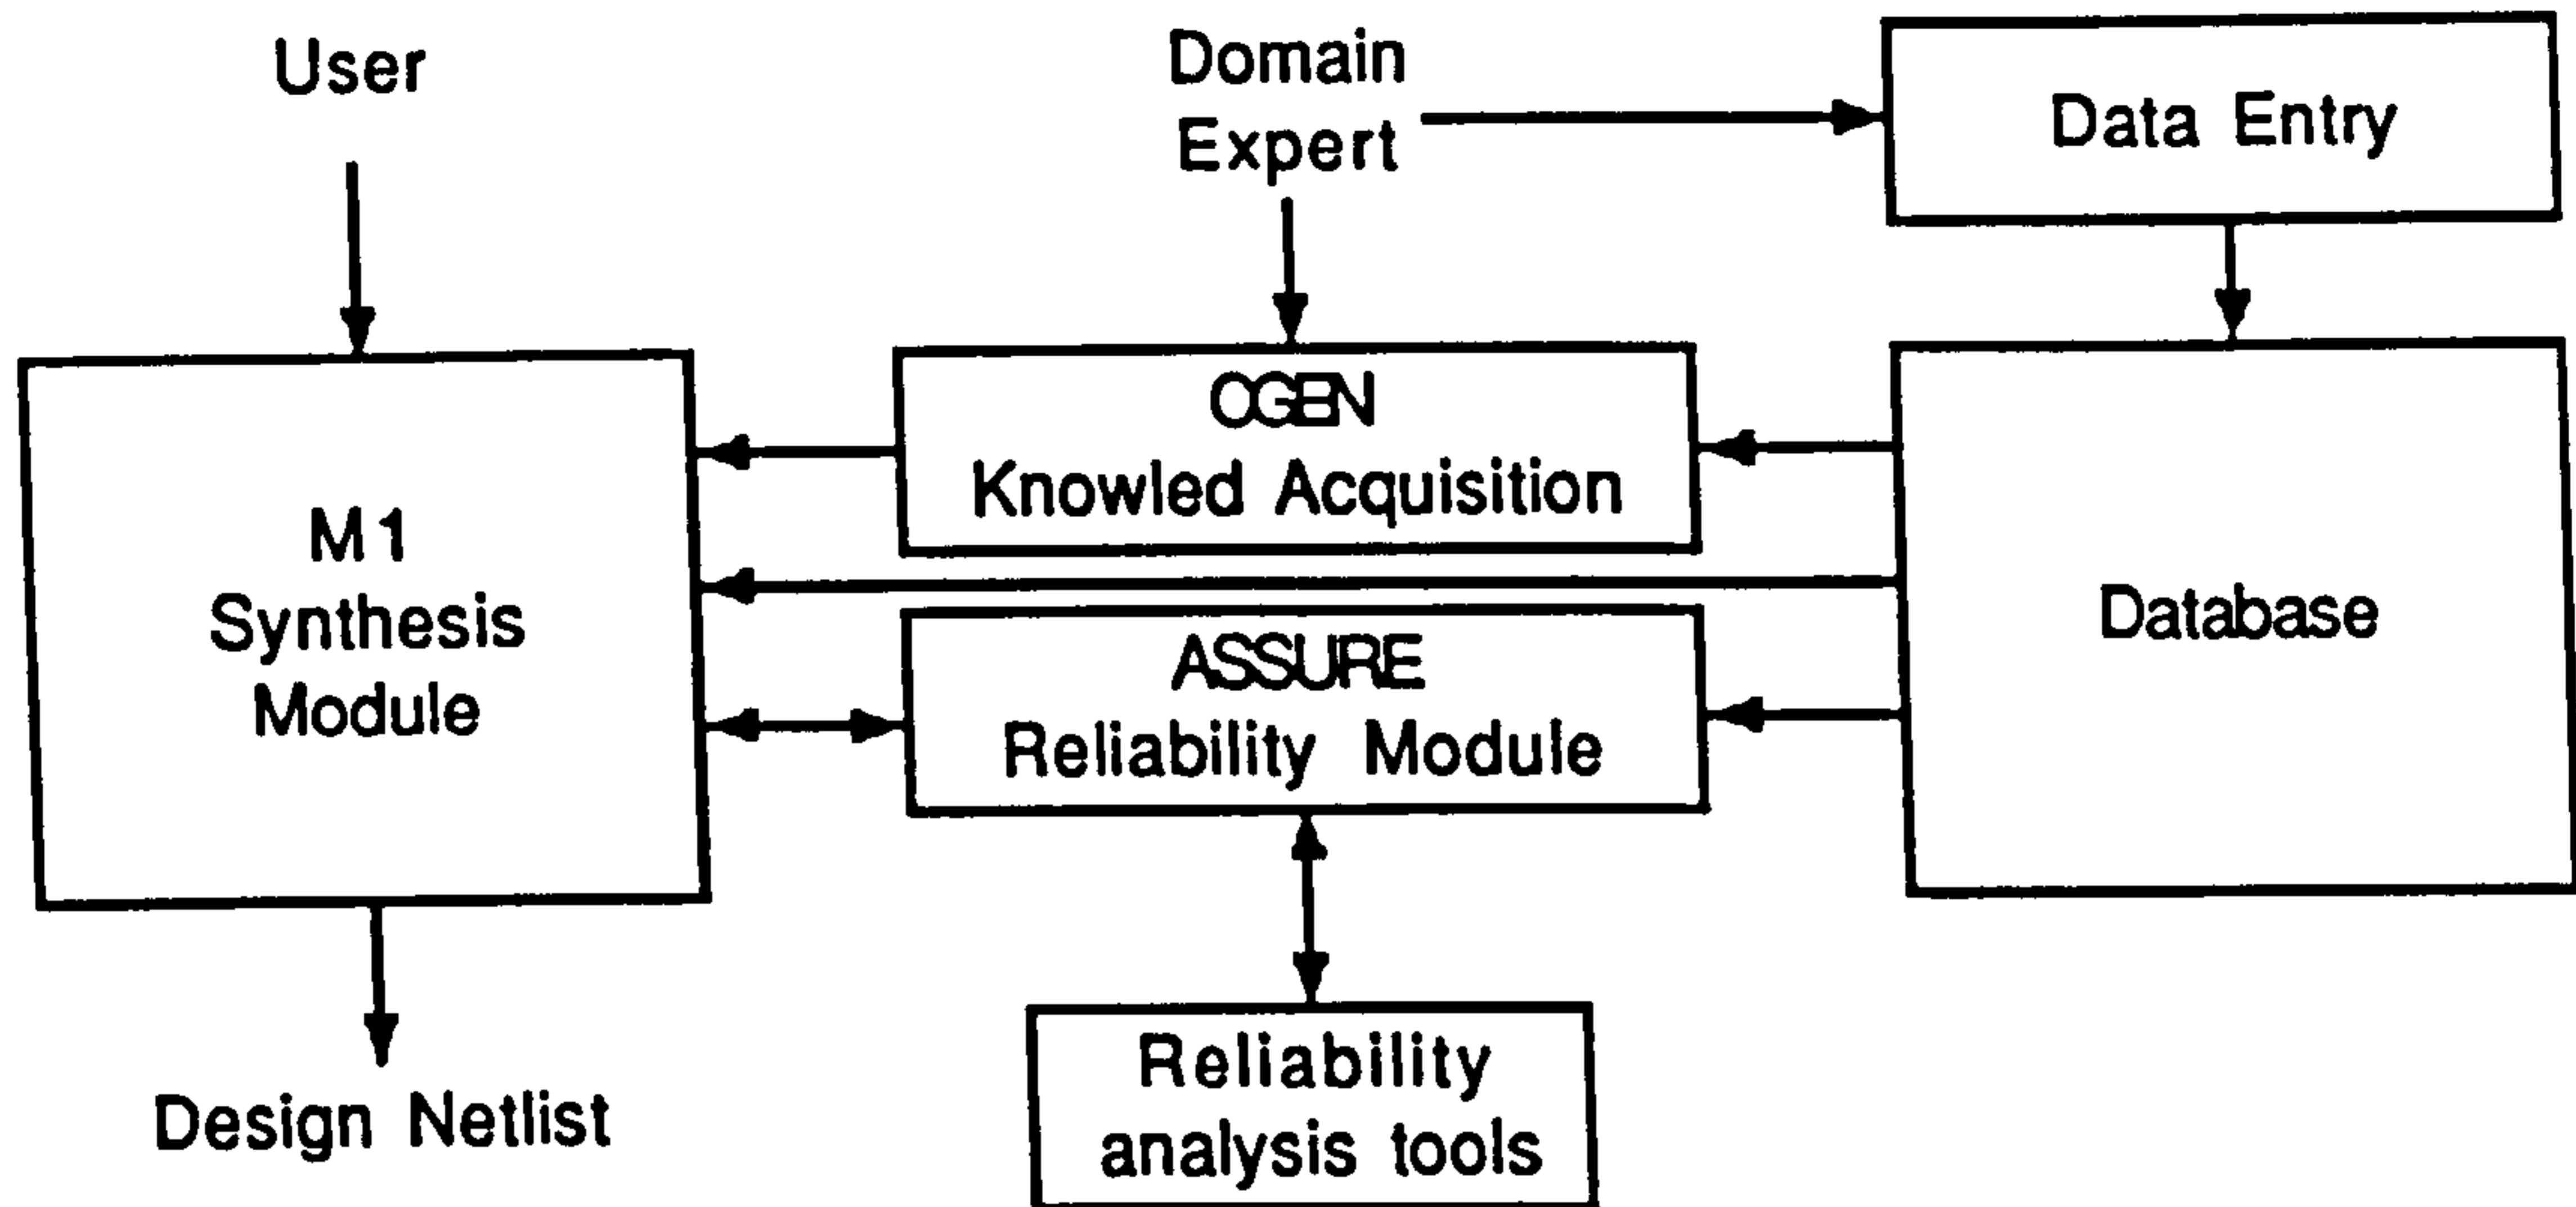 User
Domain
Expert
Data Entry
CGEN
Knowled Acquisition
M1
Synthesis
Module
ASSURE
Reliability Module
Database
Reliability
analysis tools
Design Netlist